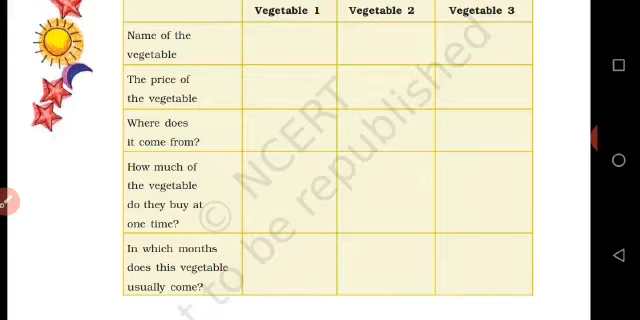 Vegetable 1 Vegetable 2 Vegetable 3
Name of the
vegetable
The price of
the vegetable
Where does
it come from?
How much of
the vegetable
do they buy at
one time?
In which months
does this vegetable
usually come?
© NCERT
to be republished